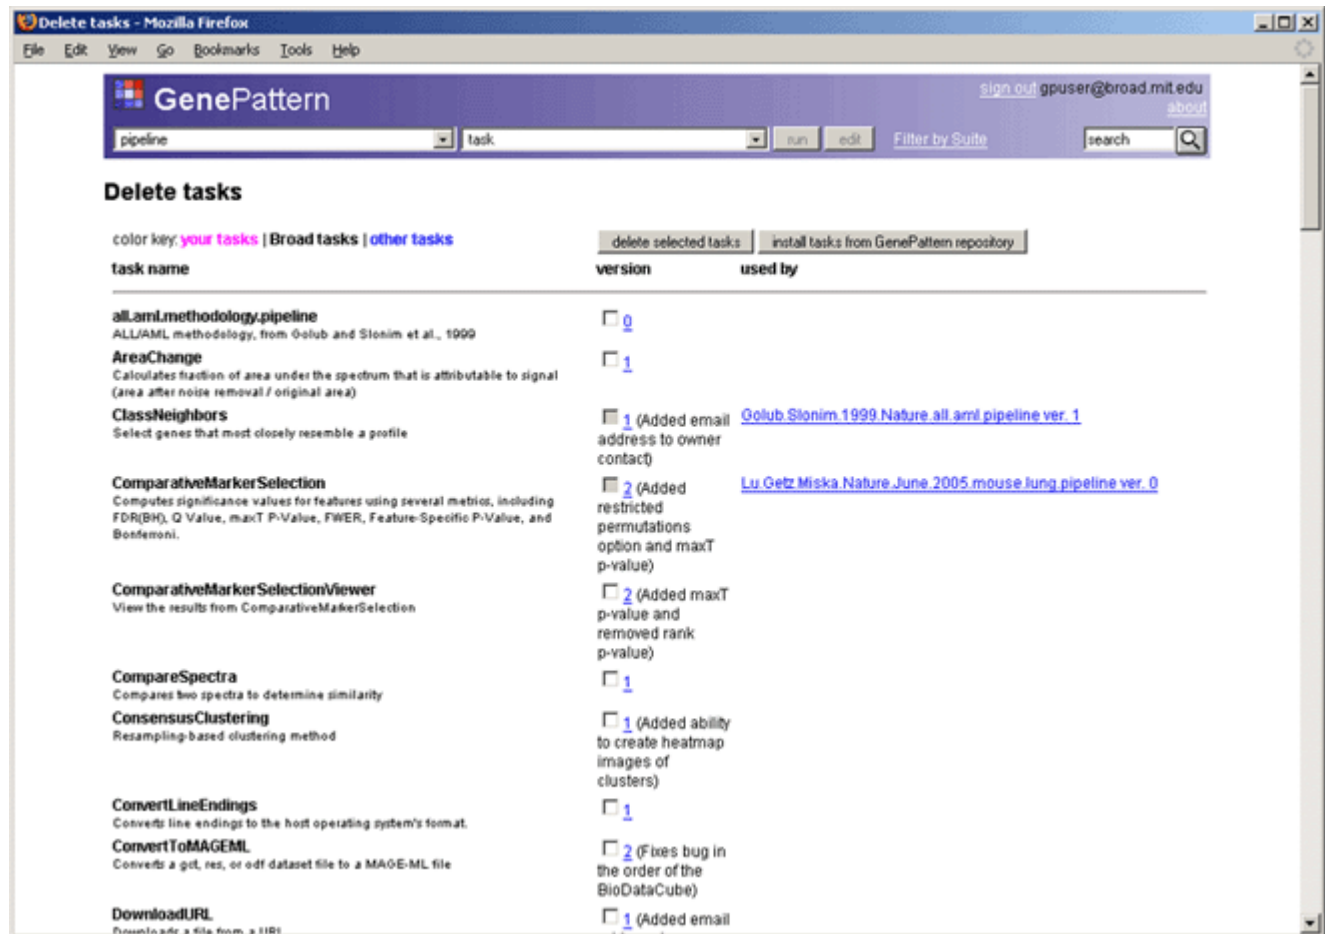 Delete tasks - Mozilla Firefox
File Edit View Go Bookmarks Tools Help
GenePattern
sign out gpuser@broad.mit.edu
about
pipeline task run edit Filter by Suite search
Delete tasks
color key: your tasks | Broad tasks | other tasks
delete selected tasks install tasks from GenePattern repository
task name version used by
all.aml.methodology.pipeline
ALL/AML methodology, from Golub and Slonim et al., 1999
0
AreaChange
Calculates fraction of area under the spectrum that is attributable to signal
(area after noise removal / original area)
1
ClassNeighbors
Select genes that most closely resemble a profile
1 (Added email
address to owner
contact)
Golub.Slonim.1999.Nature.all.aml.pipeline ver. 1
ComparativeMarkerSelection
Computes significance values for features using several metrics, including
FDR(BH), Q Value, maxT P-Value, FWER, Feature-Specific P-Value, and
Bonferroni.
2 (Added
restricted
permutations
option and maxT
p-value)
Lu.Getz.Miska.Nature.June.2005.mouse.lung.pipeline ver. 0
ComparativeMarkerSelectionViewer
View the results from ComparativeMarkerSelection
2 (Added maxT
p-value and
removed rank
p-value)
CompareSpectra
Compares two spectra to determine similarity
1
ConsensusClustering
Resampling-based clustering method
1 (Added ability
to create heatmap
images of
clusters)
ConvertLineEndings
Converts line endings to the host operating system's format.
1
ConvertToMAGEML
Converts a gct, res, or odf dataset file to a MAGE-ML file
2 (Fixes bug in
the order of the
BioDataCube)
DownloadURL
Downloads a file from a URL
1 (Added email